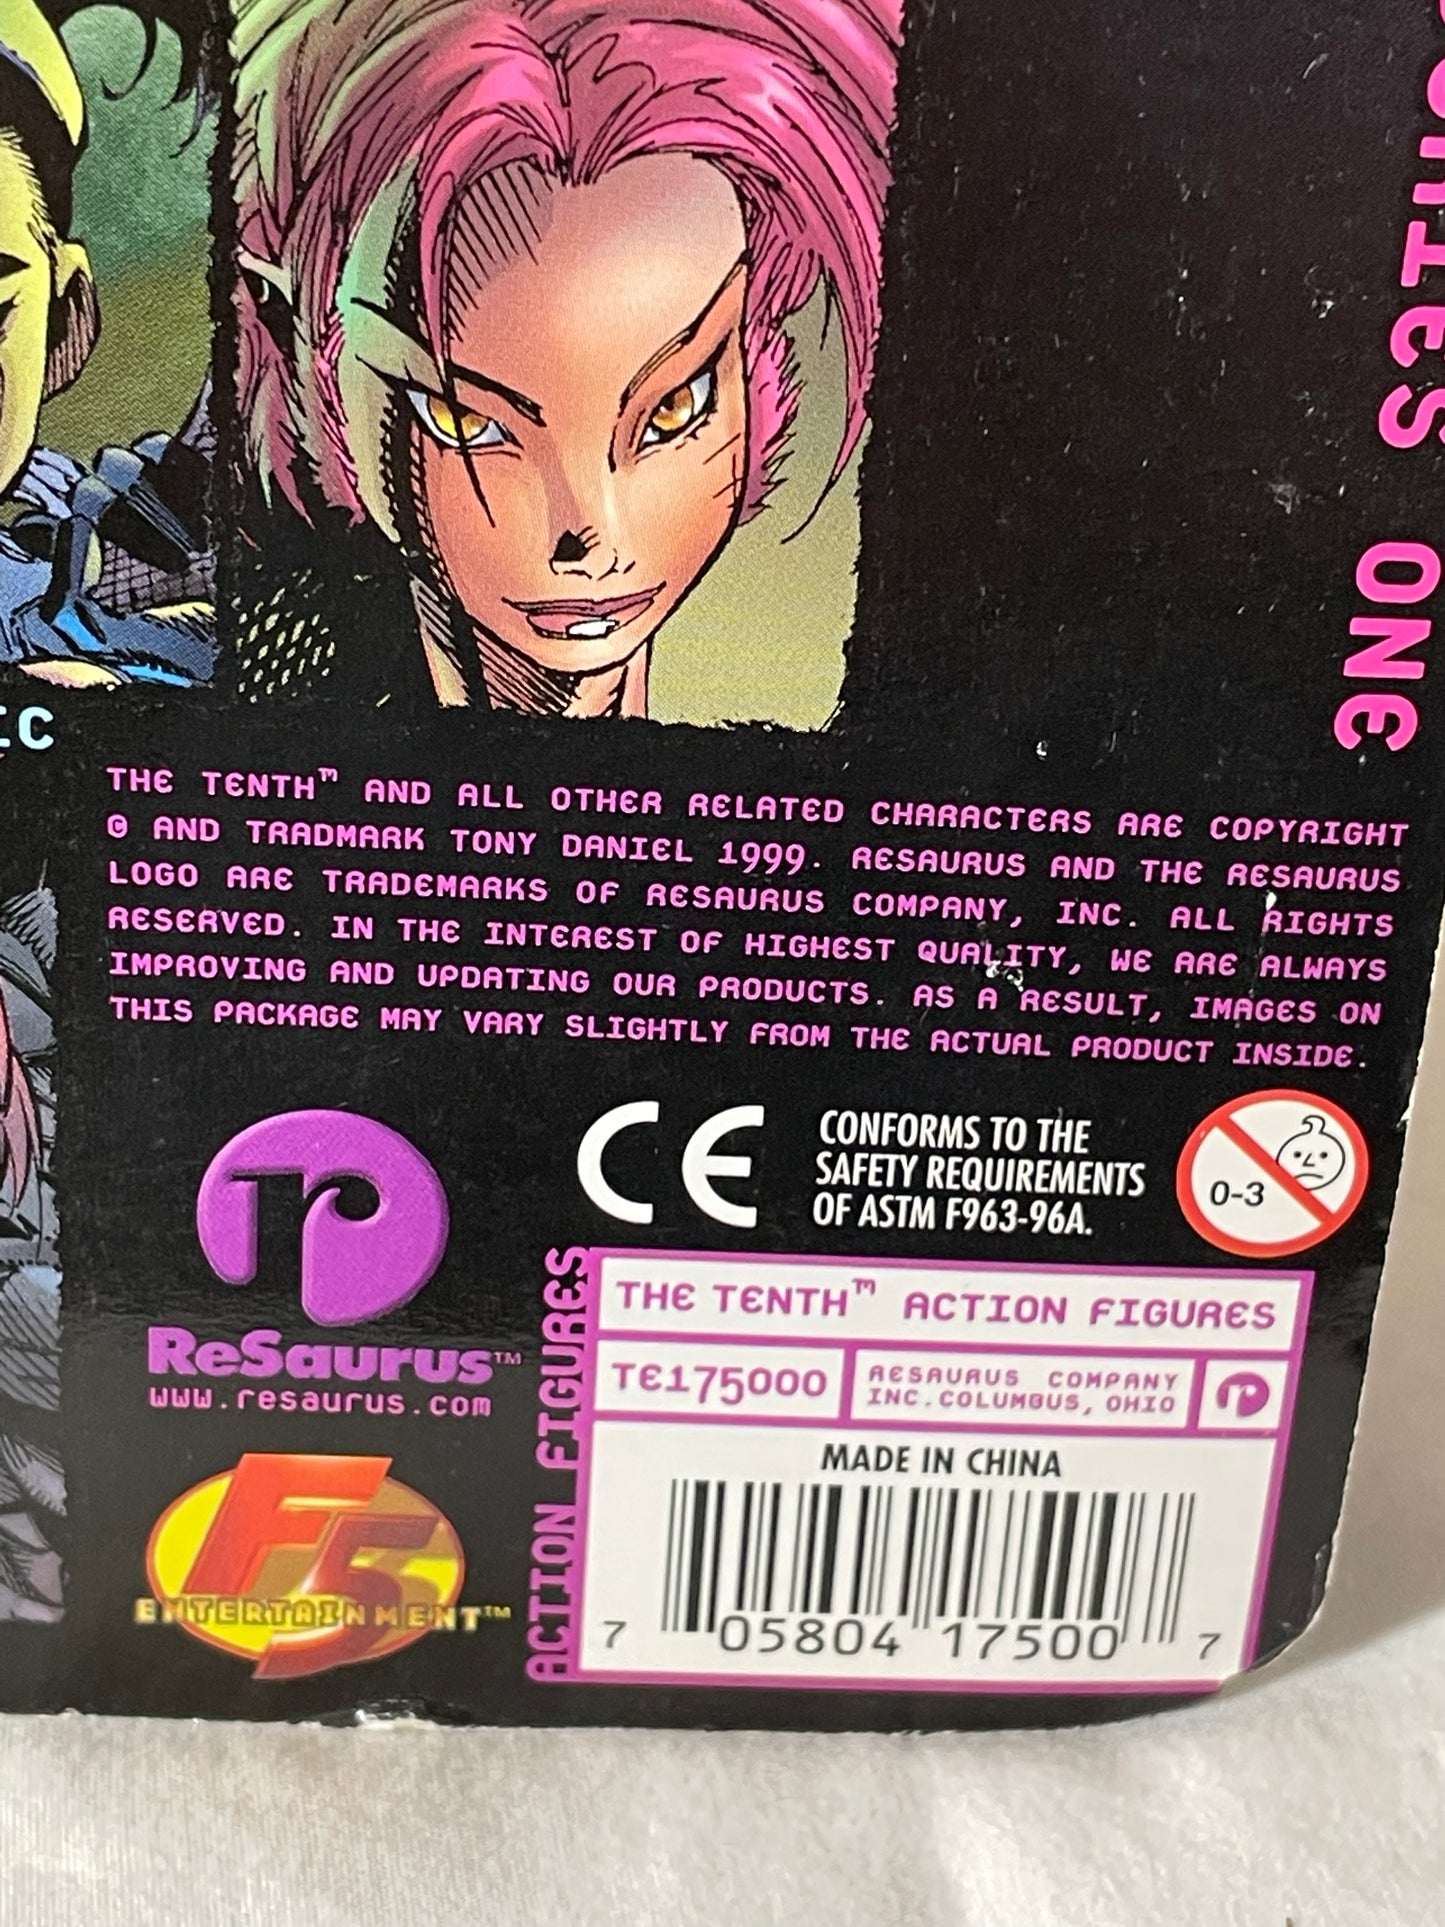 SERIES ONE
IC
THE TENTH™ AND ALL OTHER RELATED CHARACTERS ARE COPYRIGHT
© AND TRADMARK TONY DANIEL 1999. RESAURUS AND THE RESAURUS
LOGO ARE TRADEMARKS OF RESAURUS COMPANY, INC. ALL RIGHTS
RESERVED. IN THE INTEREST OF HIGHEST QUALITY, WE ARE ALWAYS
IMPROVING AND UPDATING OUR PRODUCTS. AS A RESULT, IMAGES ON
THIS PACKAGE MAY VARY SLIGHTLY FROM THE ACTUAL PRODUCT INSIDE.
CE
CONFORMS TO THE
SAFETY REQUIREMENTS
OF ASTM F963-96A.
0-3
ReSaurus™
www.resaurus.com
F5
ENTERTAINMENT™
ACTION FIGURES
THE TENTH™ ACTION FIGURES
TE175000
RESAURUS COMPANY
INC. COLUMBUS, OHIO
MADE IN CHINA
7 05804 17500 7